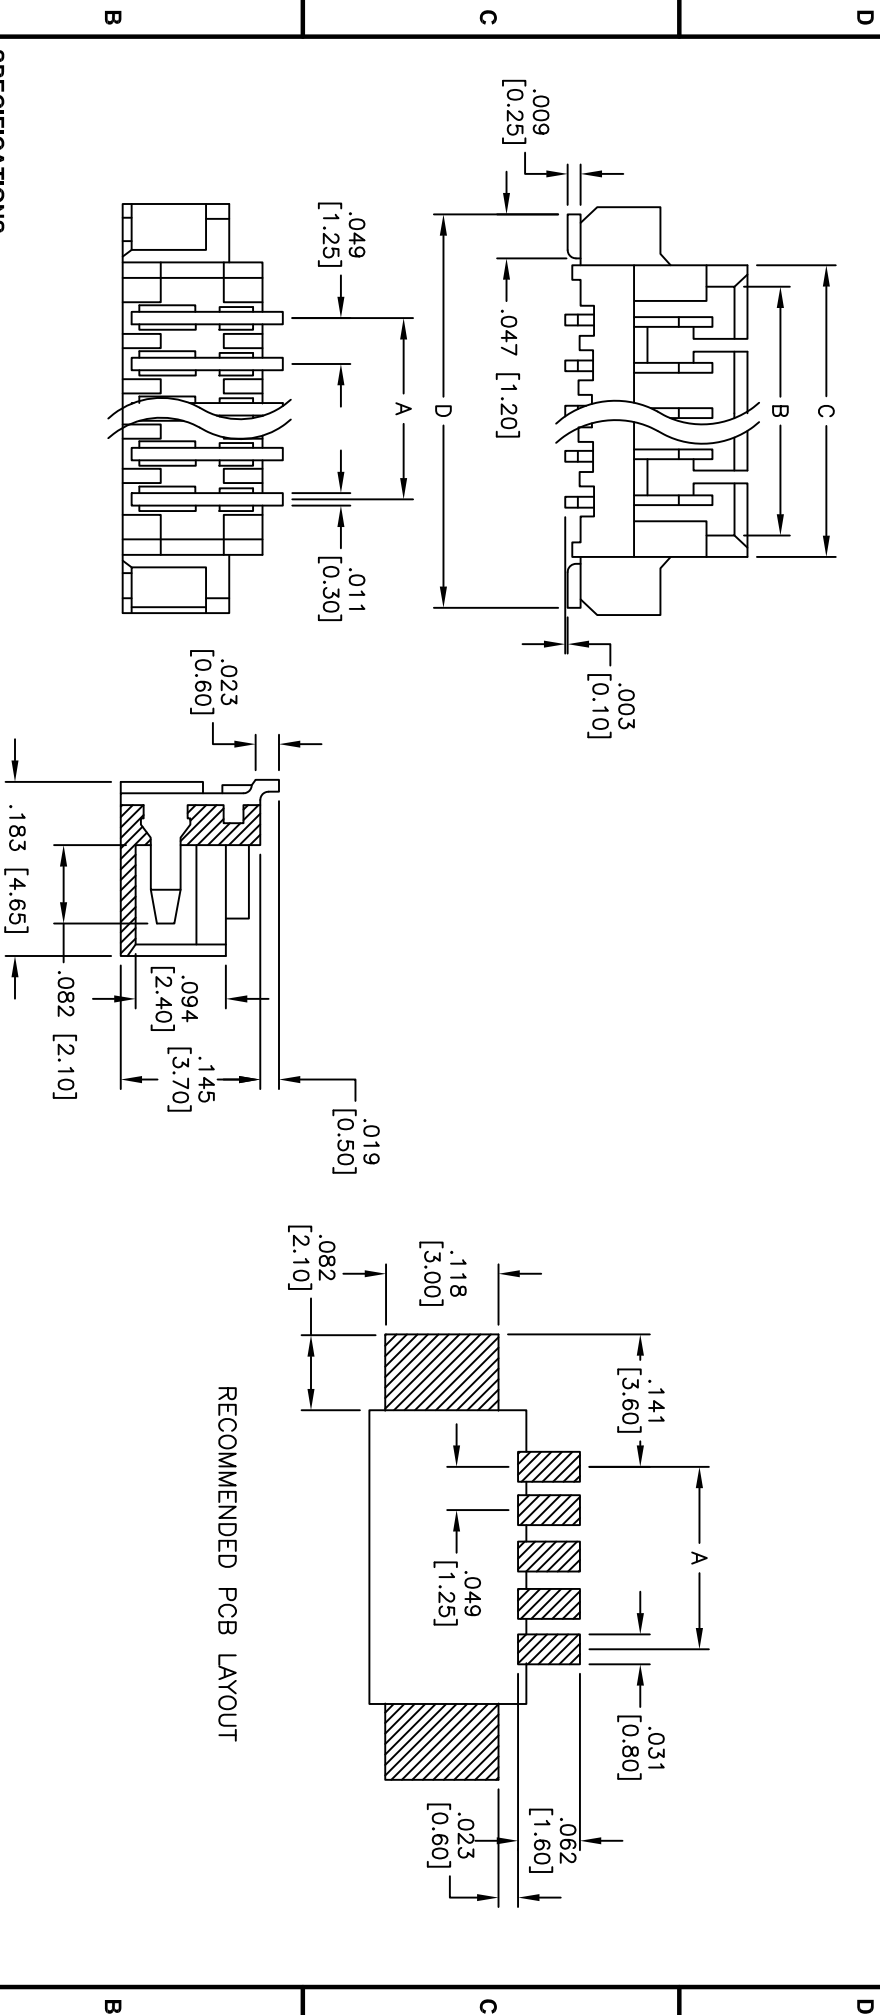 D
C
B
C
B
.009
[0.25]
.047 [1.20]
D
.003
[0.10]
.049
[1.25]
A
.011
[0.30]
.023
[0.60]
.183 [4.65]
.082 [2.10]
.094
[2.40]
.145
[3.70]
.019
[0.50]
.141
[3.60]
A
.118
[3.00]
.082
[2.10]
.049
[1.25]
.031
[0.80]
.062
[1.60]
.023
[0.60]
RECOMMENDED PCB LAYOUT
D
C
B